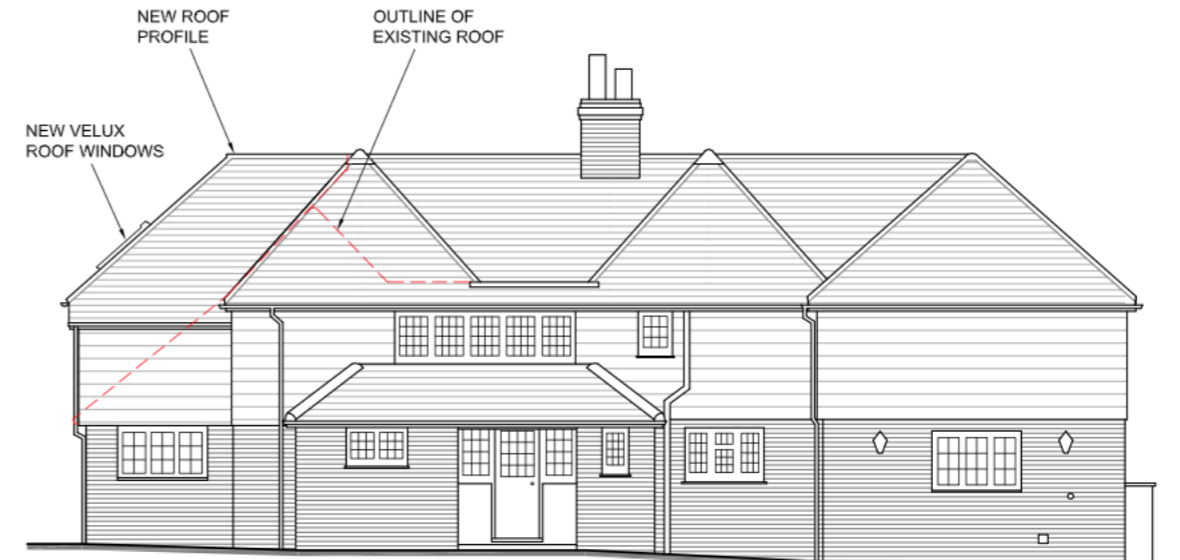 NEW ROOF
PROFILE
OUTLINE OF
EXISTING ROOF
NEW VELUX
ROOF WINDOWS